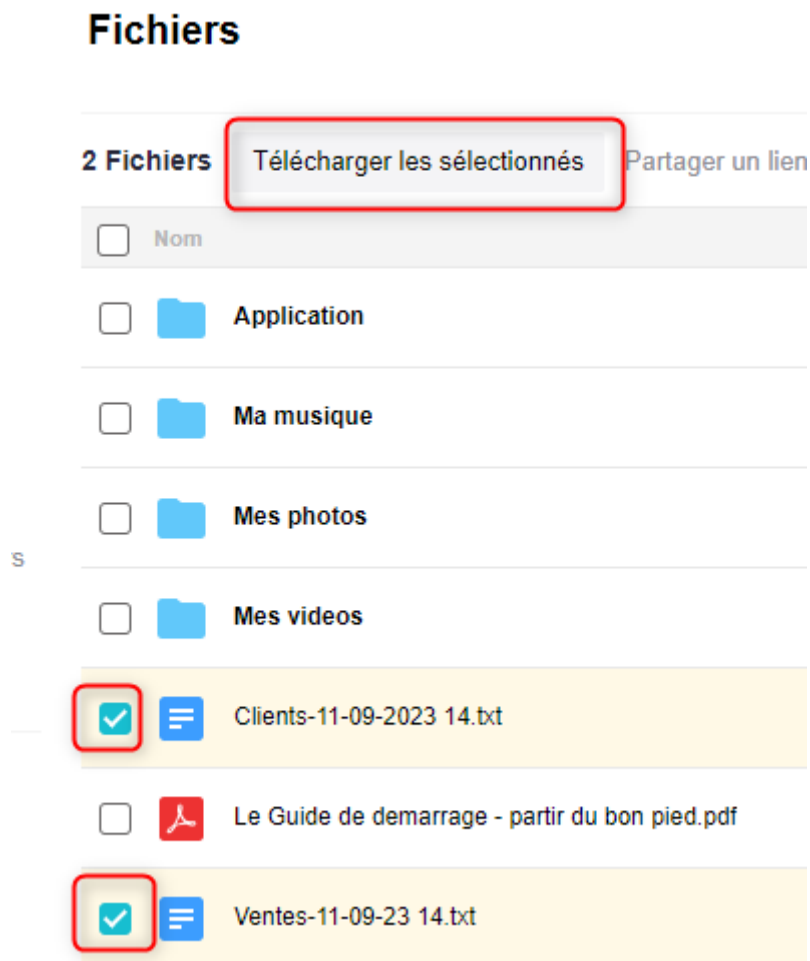 Fichiers
2 Fichiers Télécharger les sélectionnés Partager un lien
Nom
Application
Ma musique
Mes photos
s
Mes videos
Clients-11-09-2023 14.txt
Le Guide de demarrage - partir du bon pied.pdf
Ventes-11-09-23 14.txt